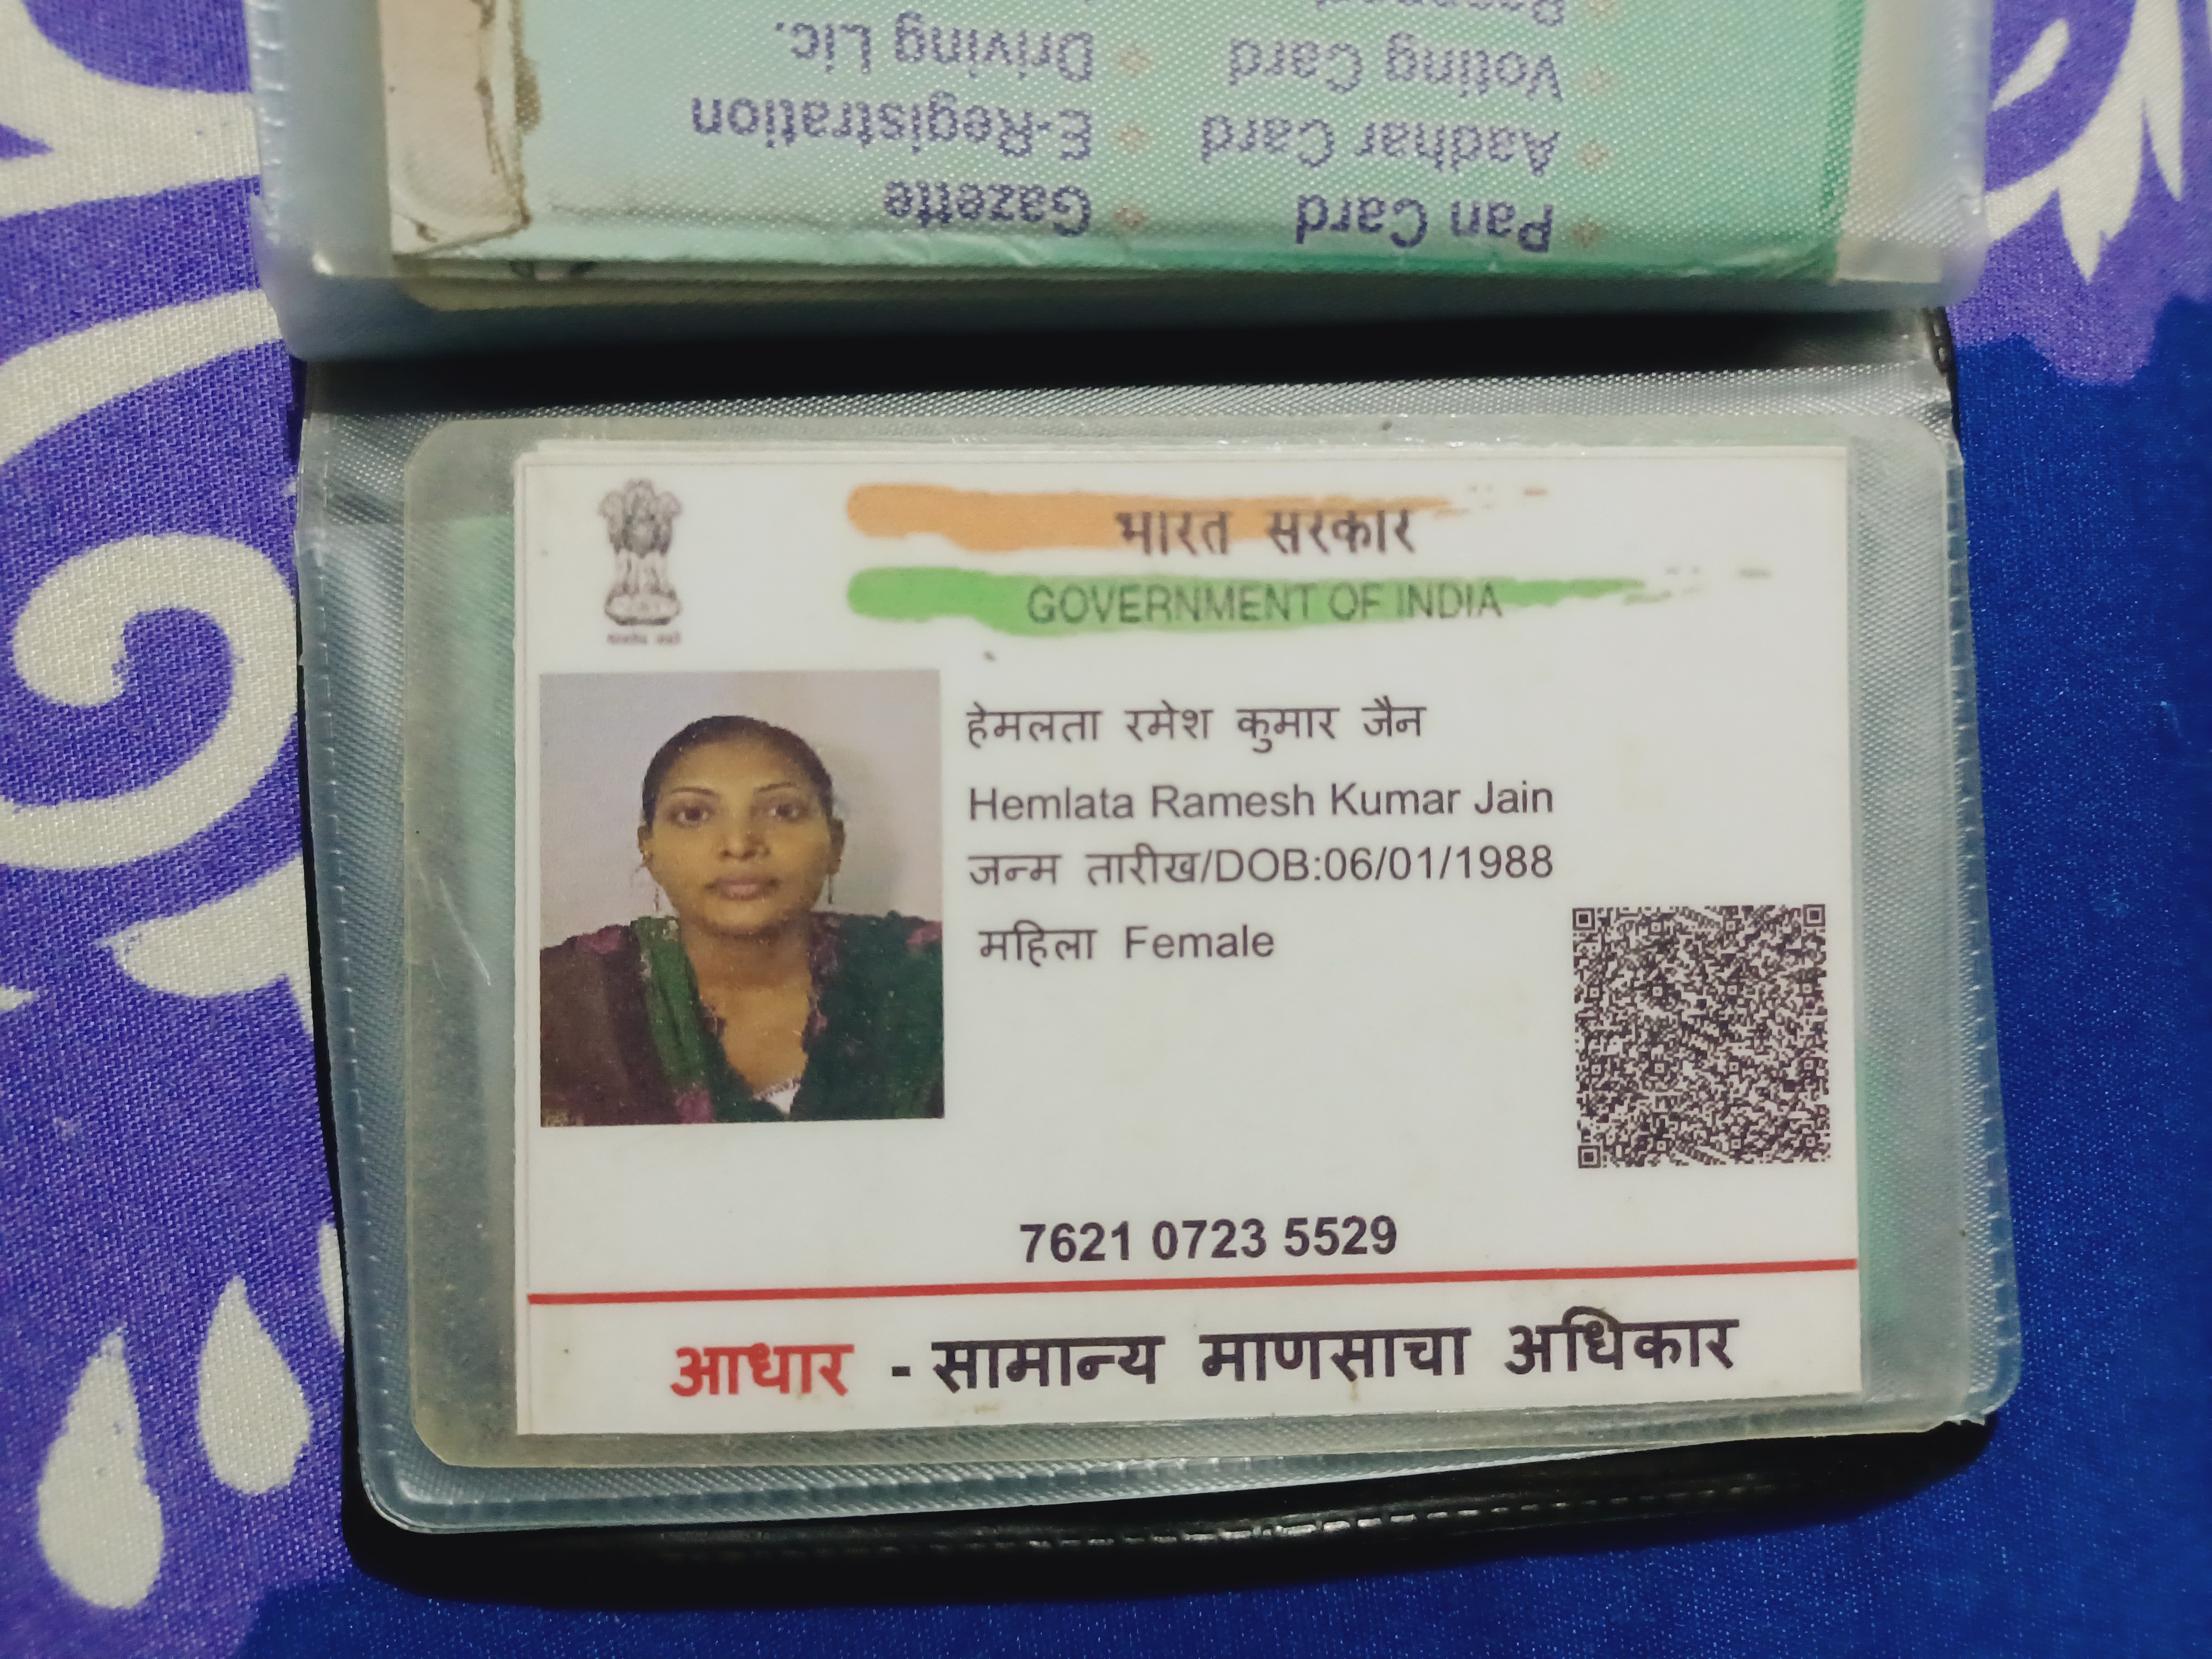 Passport
Driving Lic.
Voting Card
E-Registration
Aadhar Card
Gazette
Pan Card
भारत सरकार
GOVERNMENT OF INDIA
हेमलता रमेश कुमार जैन
Hemlata Ramesh Kumar Jain
जन्म तारीख/DOB:06/01/1988
महिला Female
7621 0723 5529
आधार - सामान्य माणसाचा अधिकार